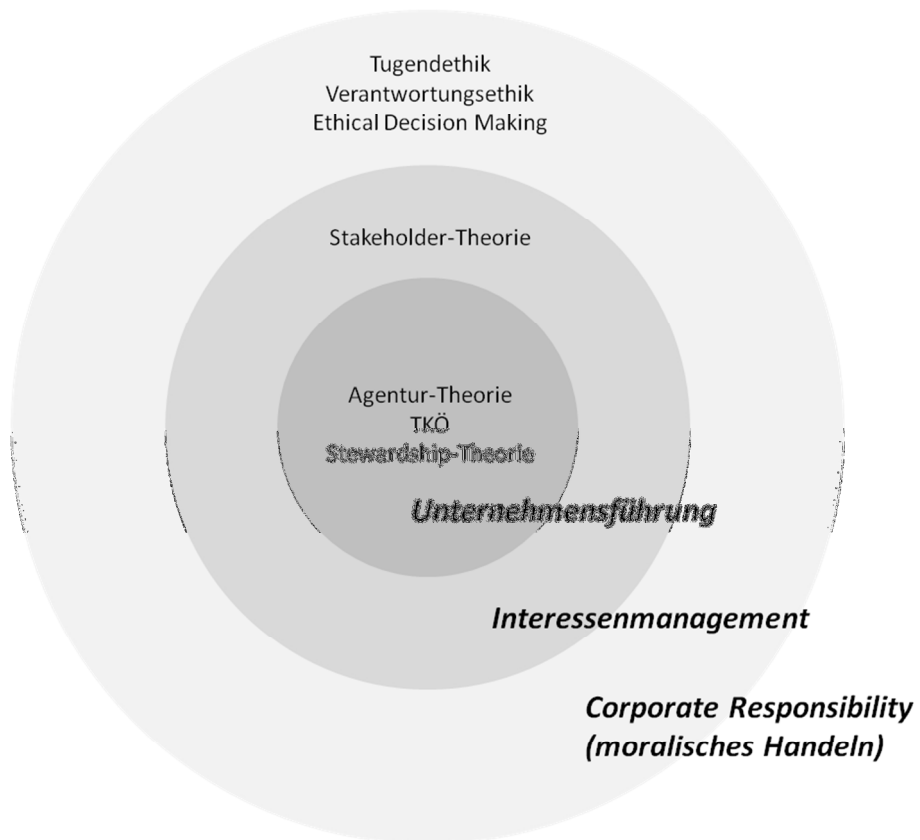 Tugendethik
Verantwortungsethik
Ethical Decision Making
Stakeholder-Theorie
Agentur-Theorie
TKÖ
Stewardship-Theorie
Unternehmensführung
Interessenmanagement
Corporate Responsibility
(moralisches Handeln)